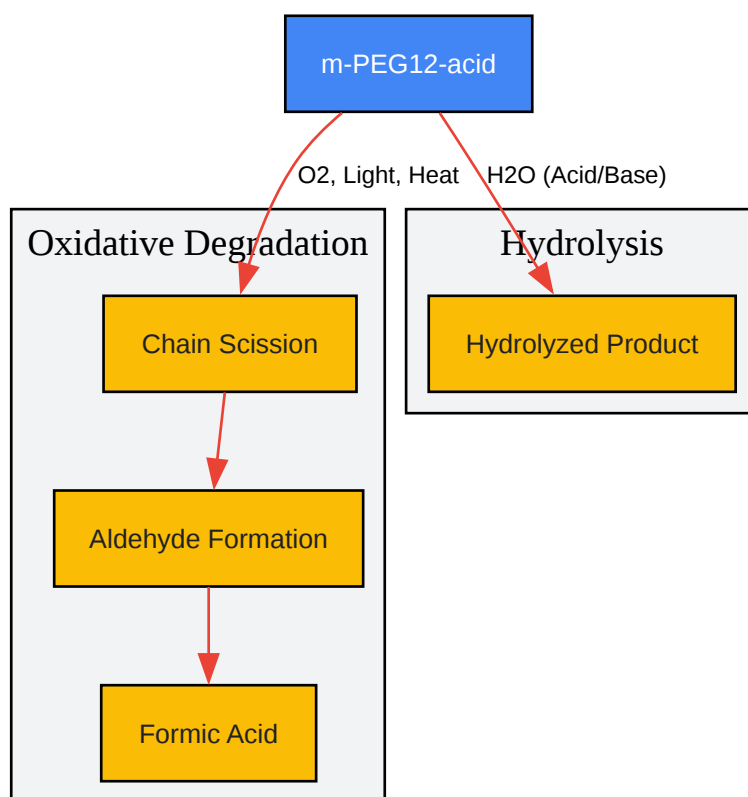 m-PEG12-acid
O2, Light, Heat
H2O (Acid/Base)
Oxidative Degradation
Hydrolysis
Chain Scission
Hydrolyzed Product
Aldehyde Formation
Formic Acid